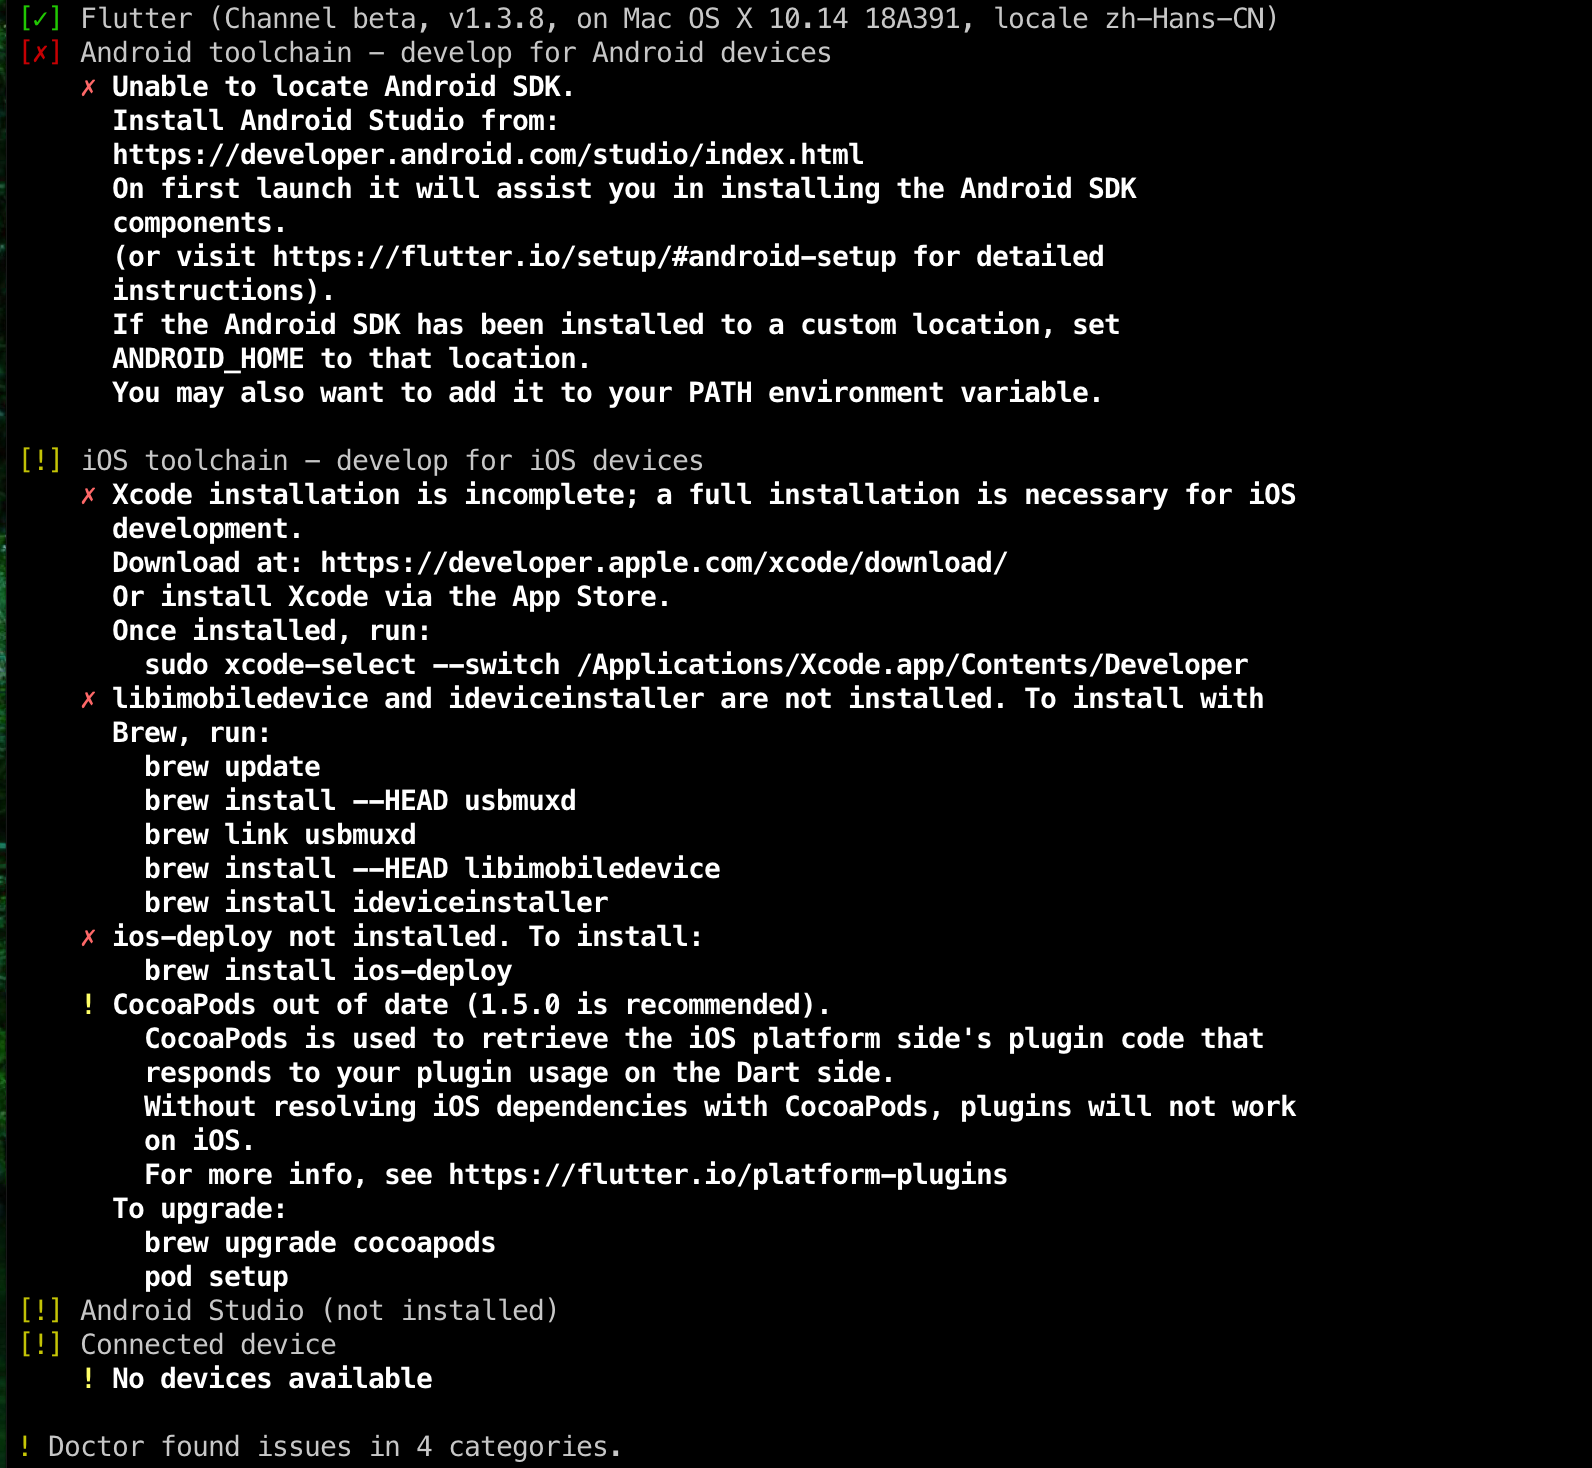 [✓] Flutter (Channel beta, v1.3.8, on Mac OS X 10.14 18A391, locale zh-Hans-CN)
[✗] Android toolchain - develop for Android devices
    ✗ Unable to locate Android SDK.
      Install Android Studio from:
      https://developer.android.com/studio/index.html
      On first launch it will assist you in installing the Android SDK
      components.
      (or visit https://flutter.io/setup/#android-setup for detailed
      instructions).
      If the Android SDK has been installed to a custom location, set
      ANDROID_HOME to that location.
      You may also want to add it to your PATH environment variable.

[!] iOS toolchain - develop for iOS devices
    ✗ Xcode installation is incomplete; a full installation is necessary for iOS
      development.
      Download at: https://developer.apple.com/xcode/download/
      Or install Xcode via the App Store.
      Once installed, run:
        sudo xcode-select --switch /Applications/Xcode.app/Contents/Developer
    ✗ libimobiledevice and ideviceinstaller are not installed. To install with
      Brew, run:
        brew update
        brew install --HEAD usbmuxd
        brew link usbmuxd
        brew install --HEAD libimobiledevice
        brew install ideviceinstaller
    ✗ ios-deploy not installed. To install:
        brew install ios-deploy
    ! CocoaPods out of date (1.5.0 is recommended).
        CocoaPods is used to retrieve the iOS platform side's plugin code that
        responds to your plugin usage on the Dart side.
        Without resolving iOS dependencies with CocoaPods, plugins will not work
        on iOS.
        For more info, see https://flutter.io/platform-plugins
      To upgrade:
        brew upgrade cocoapods
        pod setup
[!] Android Studio (not installed)
[!] Connected device
    ! No devices available

! Doctor found issues in 4 categories.